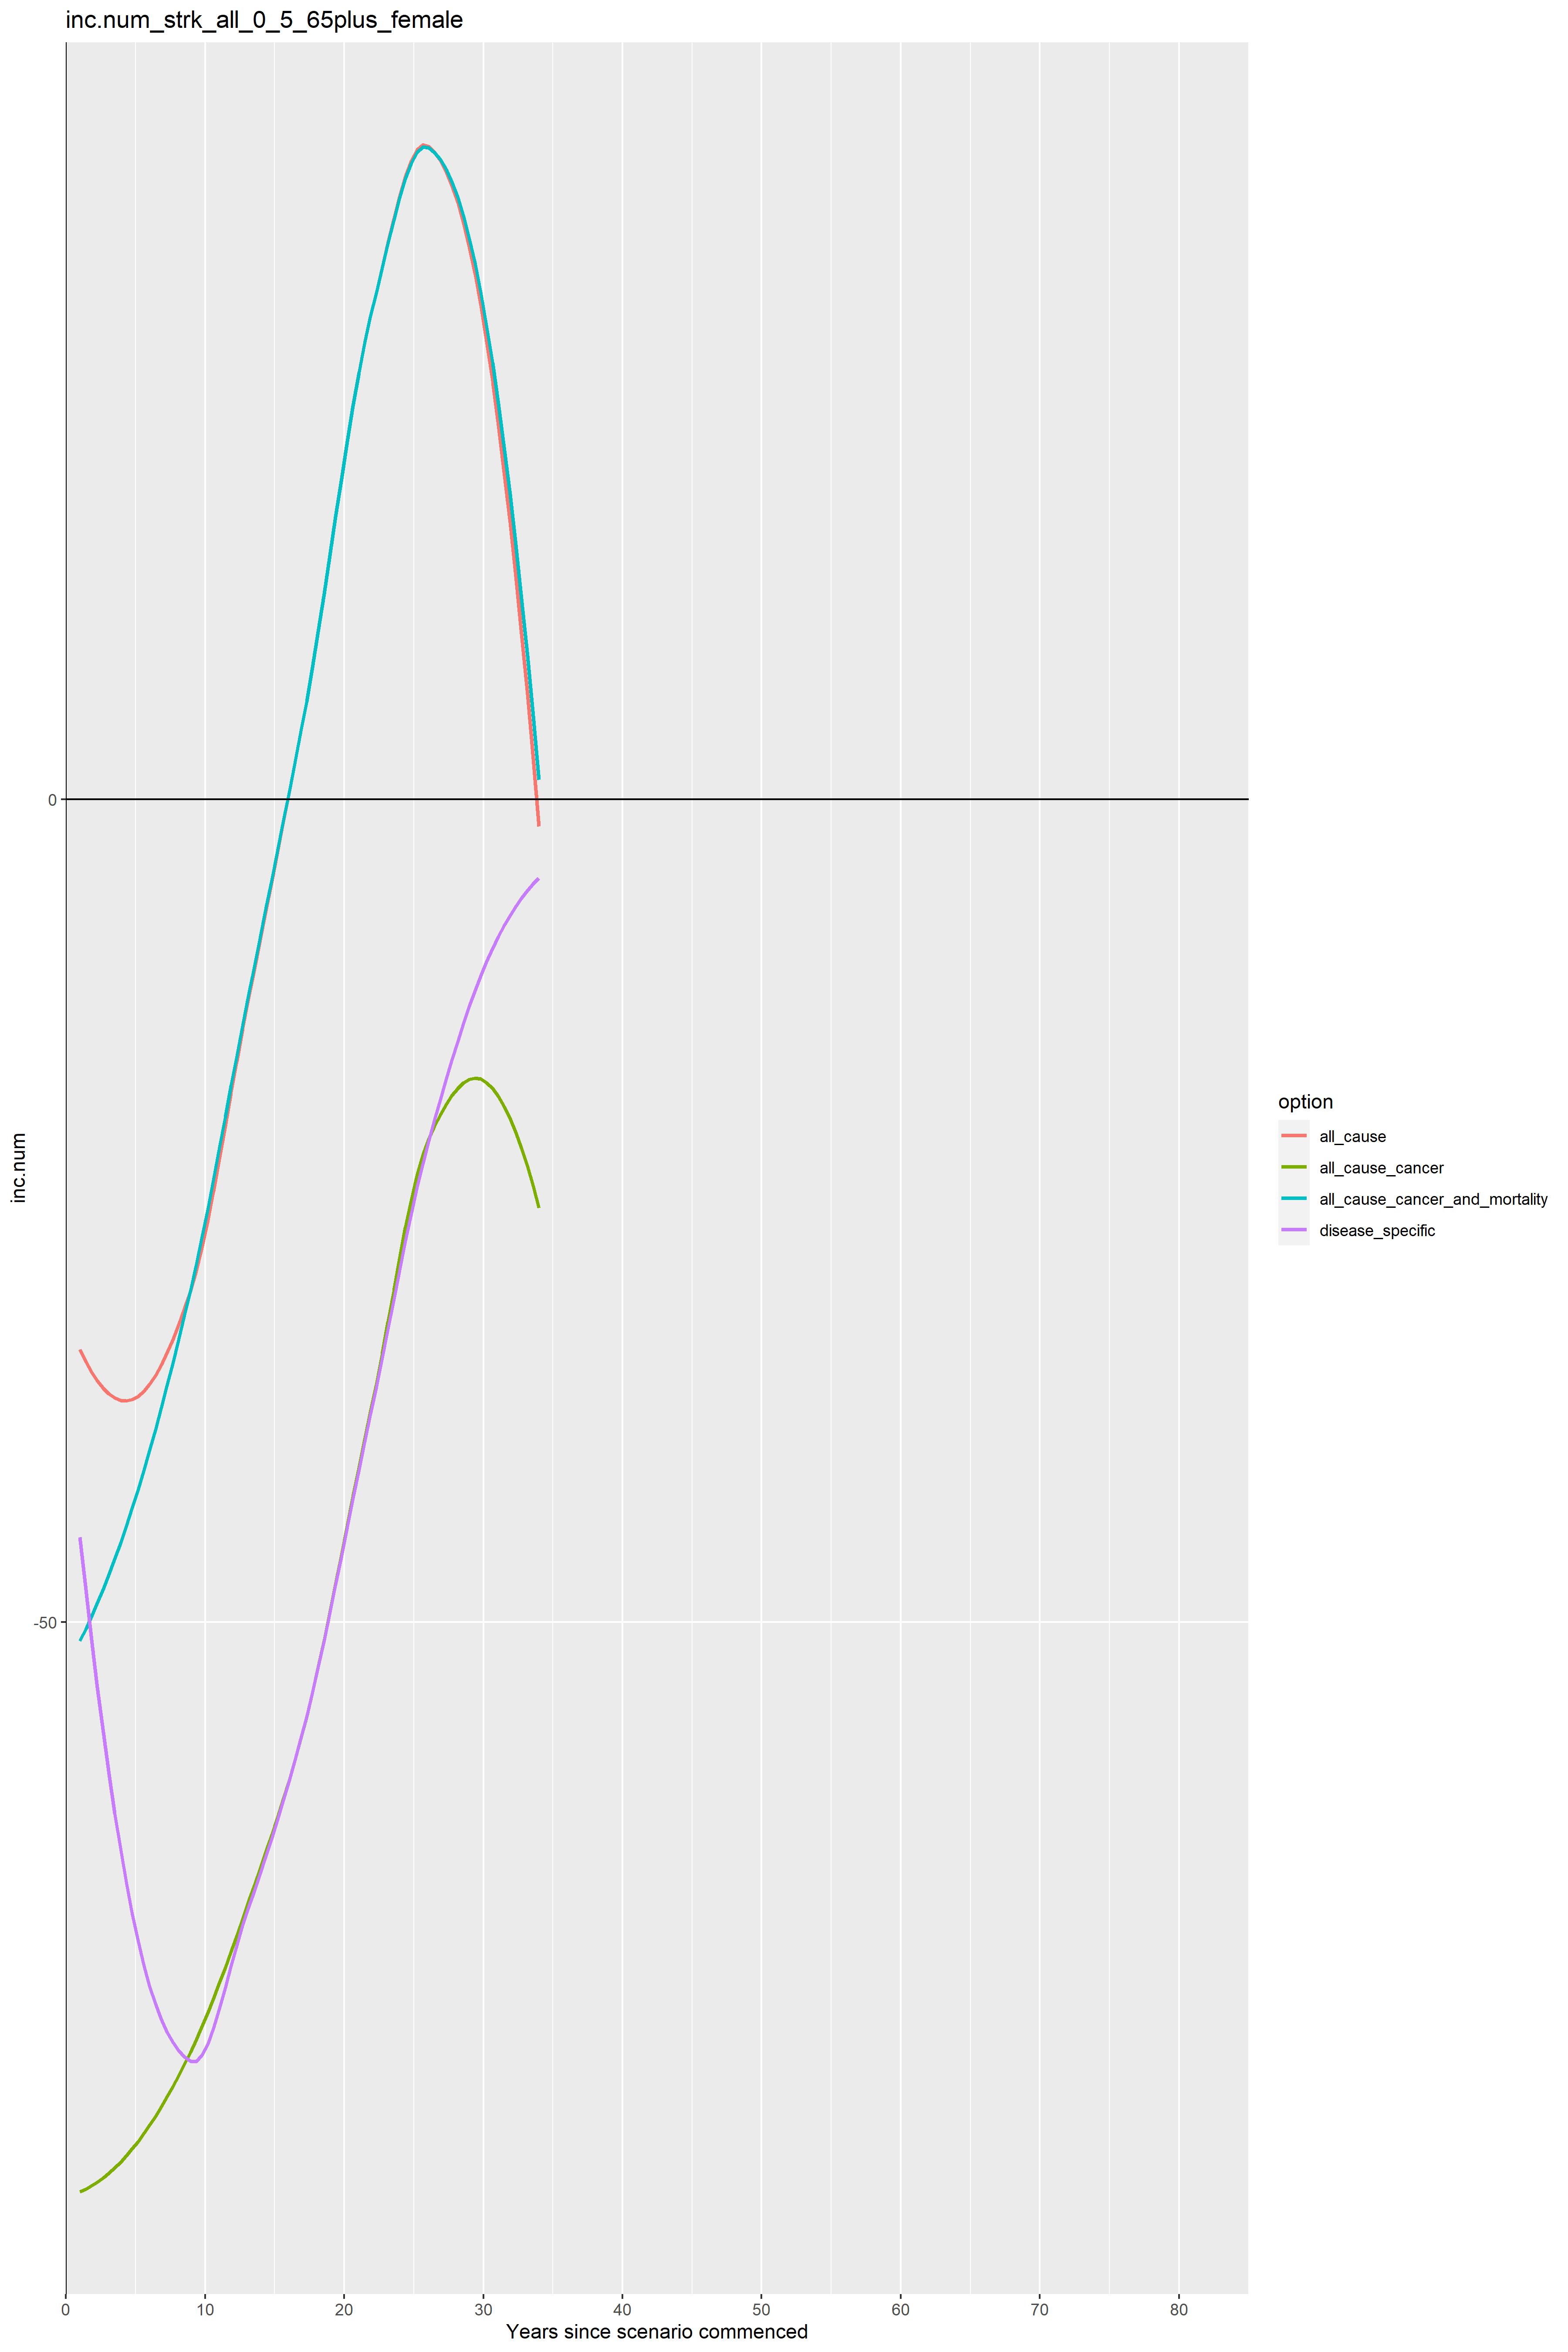 inc.num_strk_all_0_5_65plus_female
inc.num
0
-50
0 10 20 30 40 50 60 70 80
Years since scenario commenced
option
all_cause
all_cause_cancer
all_cause_cancer_and_mortality
disease_specific